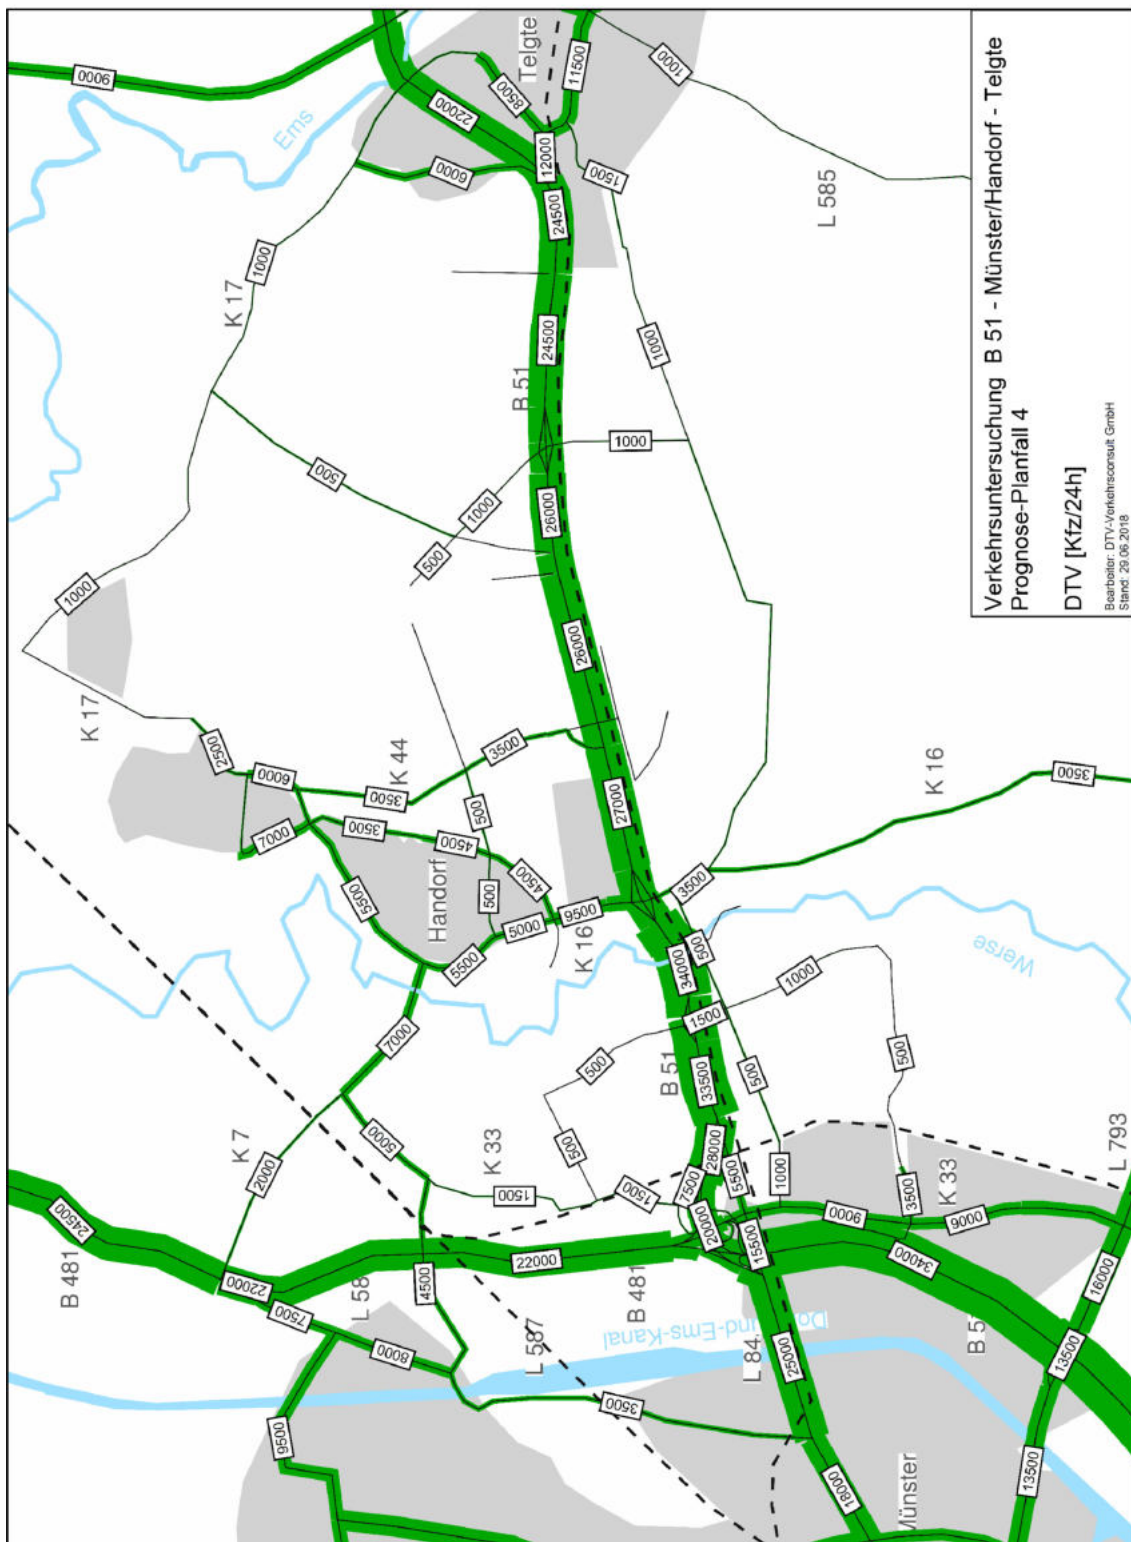 Verkehrsuntersuchung B 51 - Münster/Handorf - Telgte
Prognose-Planfall 4
DTV [Kfz/24h]
Bearbeiter: DTV-Verkehrsconsult GmbH
Stand: 29.06.2018
9000
Ems
22000
8500
Telgte
11500
1000
6000
12000
24500
1500
L 585
K 17
1000
24500
B 51
1000
500
1000
1000
26000
500
1000
26000
K 17
2500
6000
K 44
3500
3500
7000
3500
4500
500
27000
K 16
3500
5500
Handorf
500
4500
5000
9500
K 16
3500
5500
34000
500
Werse
7000
1500
1000
500
B 51
33500
500
500
K 7
5000
K 33
500
28000
2000
1500
1500
7500
5500
1000
3500
K 33
L 793
20000
9000
9000
B 481
24500
22000
22000
15500
34000
16000
7500
L 58
4500
B 481
8000
L 587
Do
und-Ems-Kanal
L 84
25000
B 5
13500
9500
3500
18000
Münster
13500